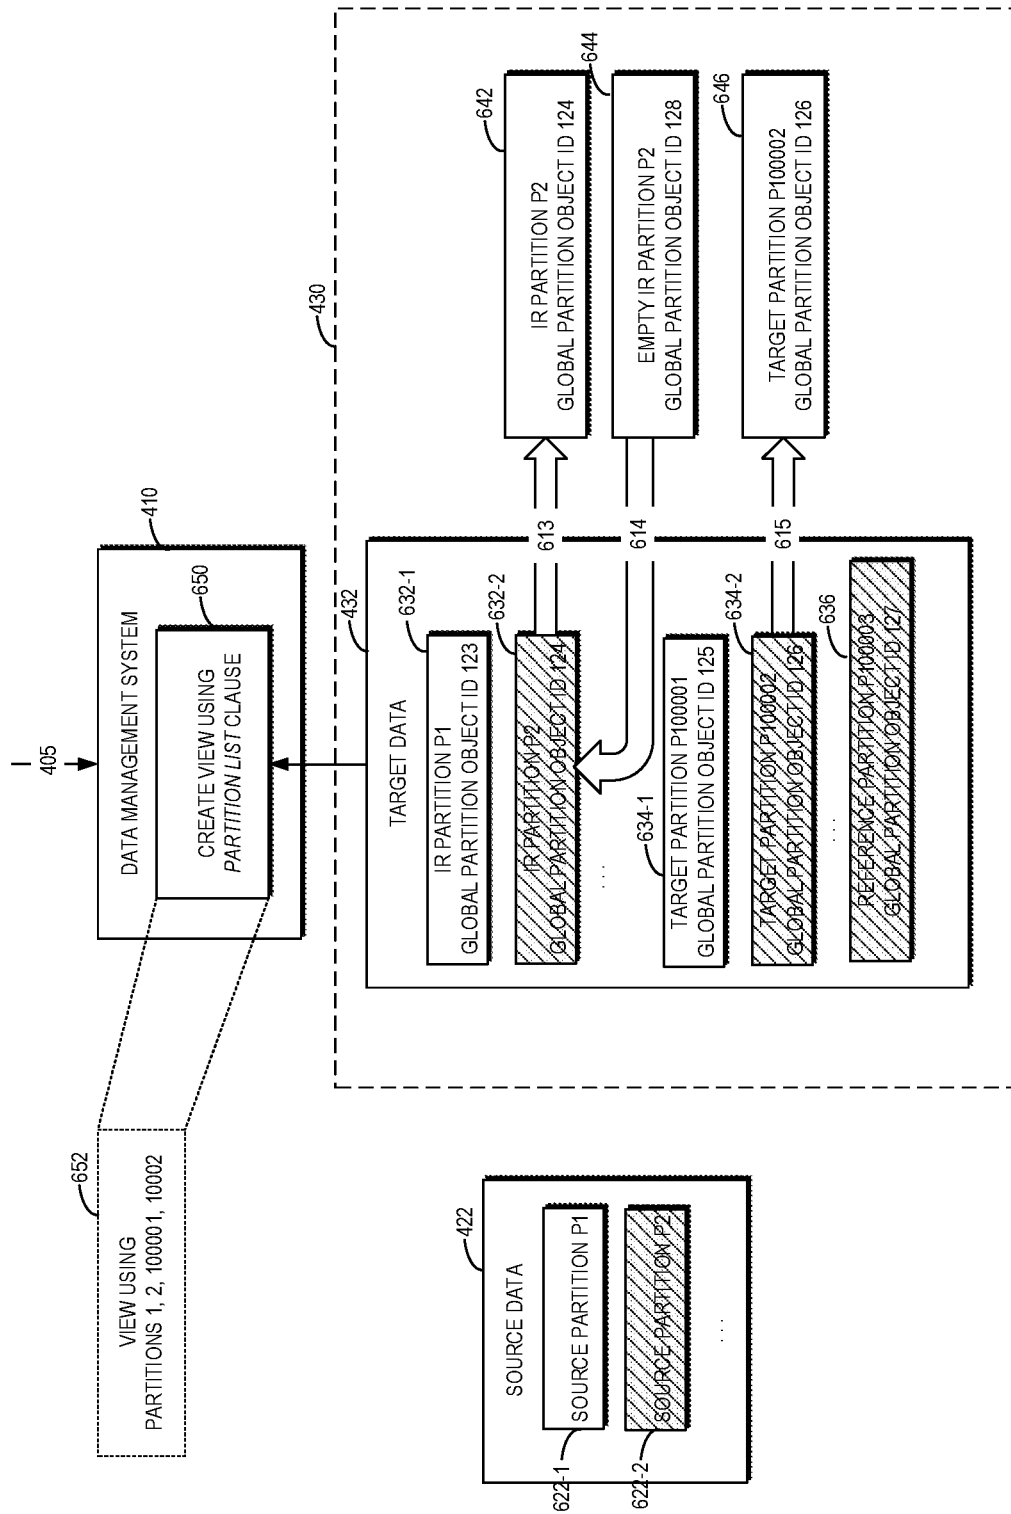 405
DATA MANAGEMENT SYSTEM
410
CREATE VIEW USING
PARTITION LIST CLAUSE
650
VIEW USING
PARTITIONS 1, 2, 100001, 10002
652
430
TARGET DATA
432
IR PARTITION P1
GLOBAL PARTITION OBJECT ID 123
632-1
IR PARTITION P2
GLOBAL PARTITION OBJECT ID 124
632-2
. . .
TARGET PARTITION P100001
GLOBAL PARTITION OBJECT ID 125
634-1
TARGET PARTITION P100002
GLOBAL PARTITION OBJECT ID 126
634-2
. . .
REFERENCE PARTITION P100003
GLOBAL PARTITION OBJECT ID 127
636
613
614
615
IR PARTITION P2
GLOBAL PARTITION OBJECT ID 124
642
EMPTY IR PARTITION P2
GLOBAL PARTITION OBJECT ID 128
644
TARGET PARTITION P100002
GLOBAL PARTITION OBJECT ID 126
646
SOURCE DATA
422
SOURCE PARTITION P1
622-1
SOURCE PARTITION P2
622-2
. . .